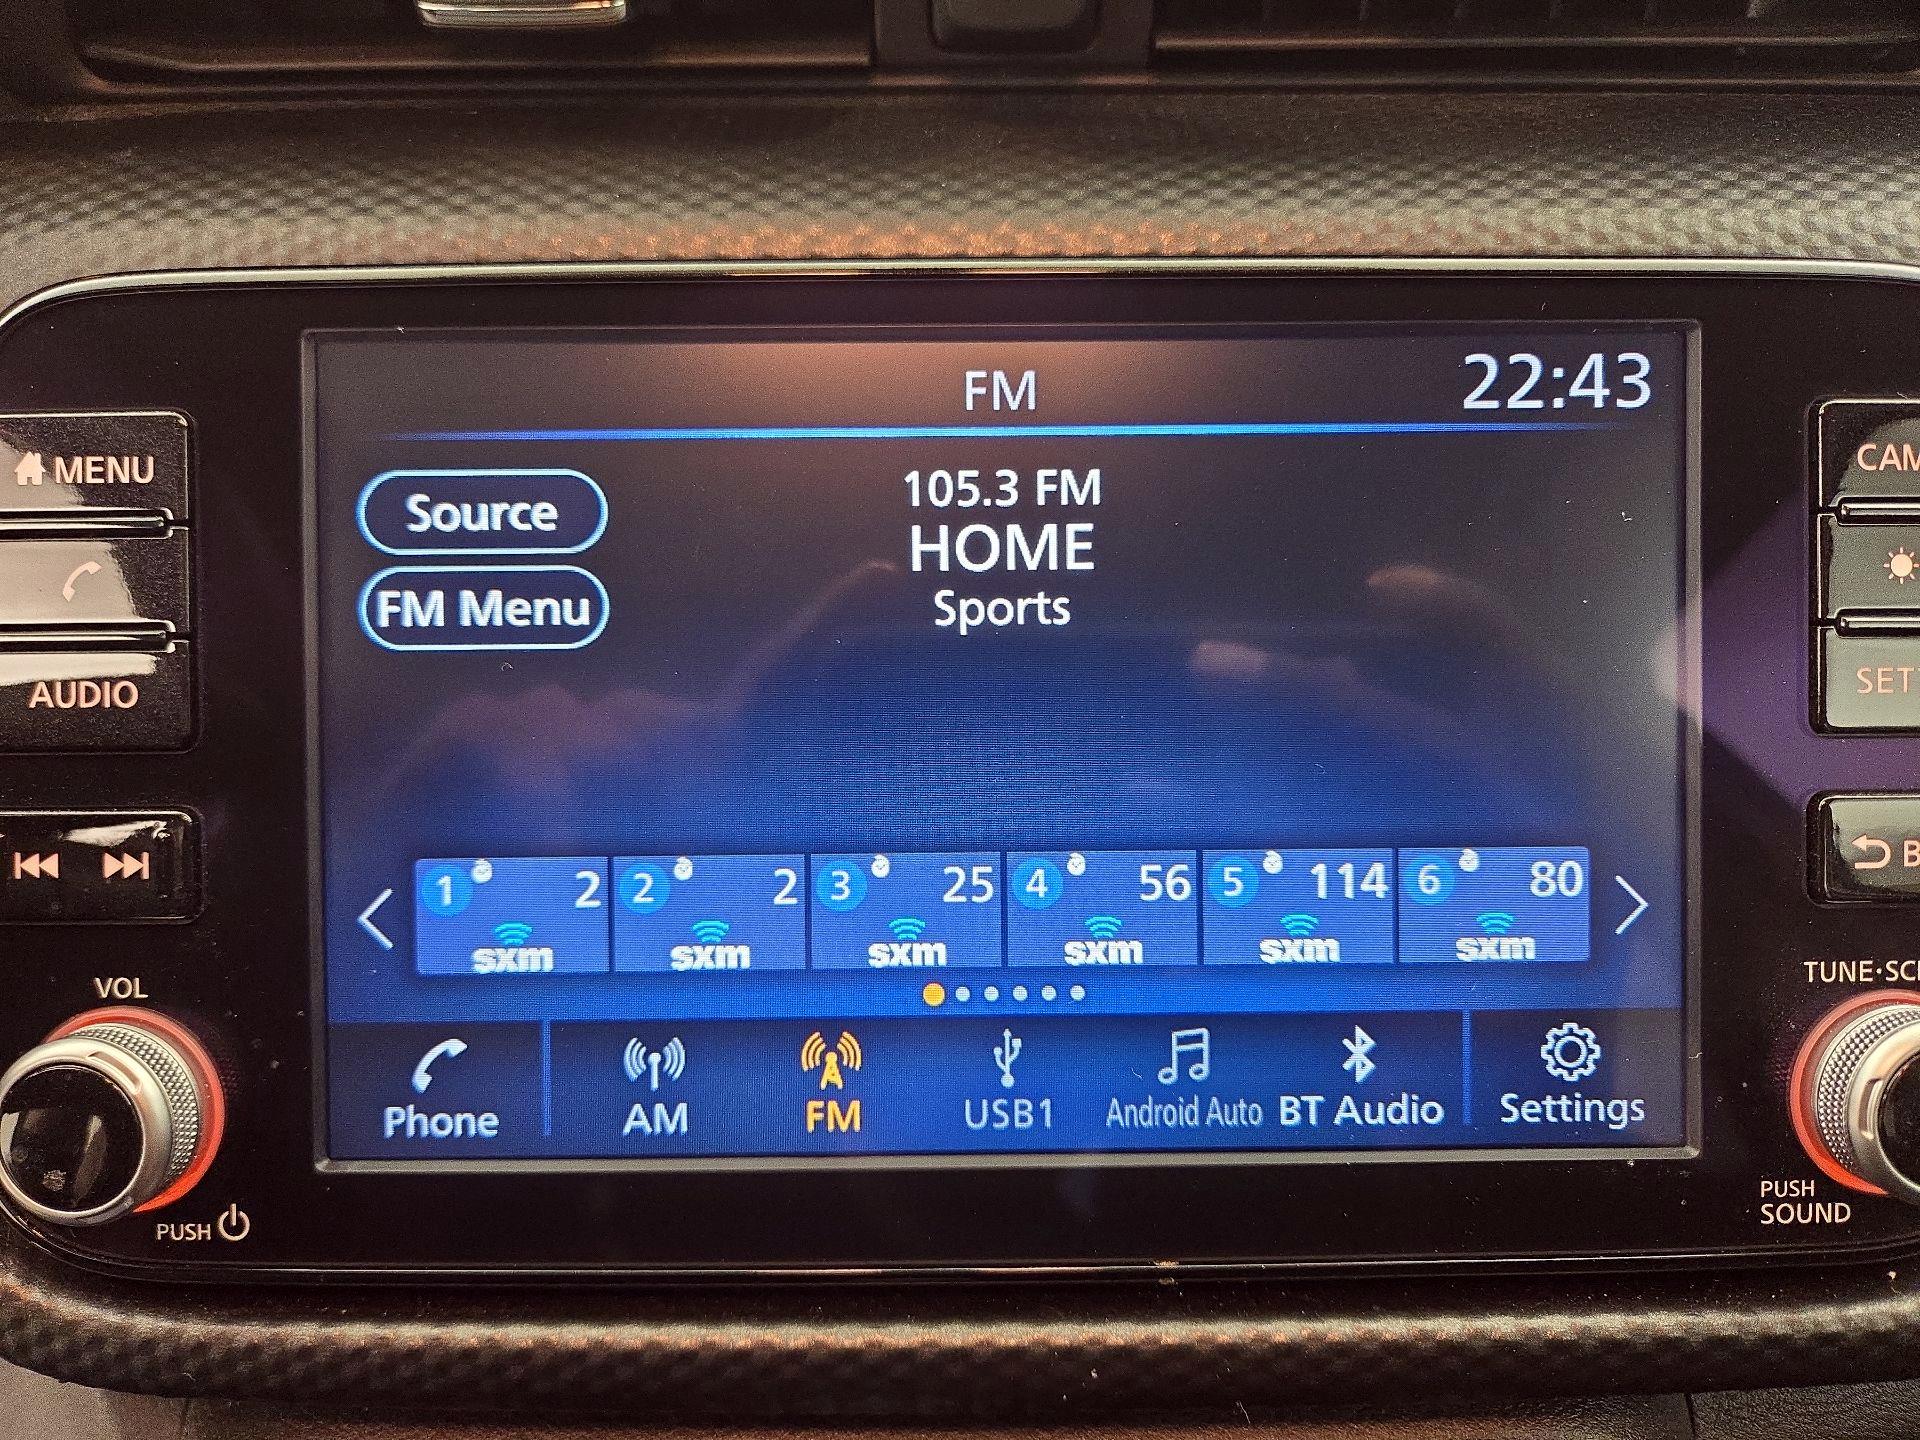 FM
22:43
MENU
AUDIO
VOL
PUSH
Source
FM Menu
105.3 FM
HOME
Sports
1 2 sxm
2 2 sxm
3 25 sxm
4 56 sxm
5 114 sxm
6 80 sxm
Phone
AM
FM
USB1
Android Auto
BT Audio
Settings
CAM
SET
B
TUNE·SC
PUSH
SOUND